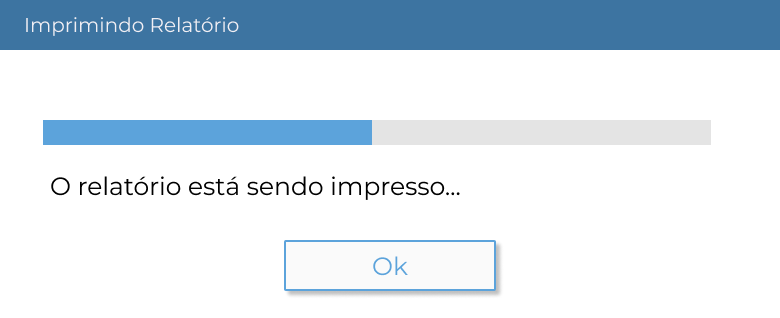 Imprimindo Relatório
O relatório está sendo impresso...
Ok